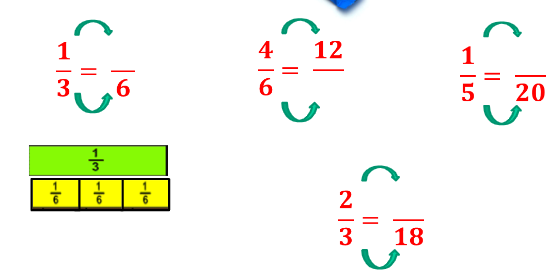 1/3 = /6
4/6 = 12/
1/5 = /20
1/3
1/6 1/6 1/6
2/3 = /18